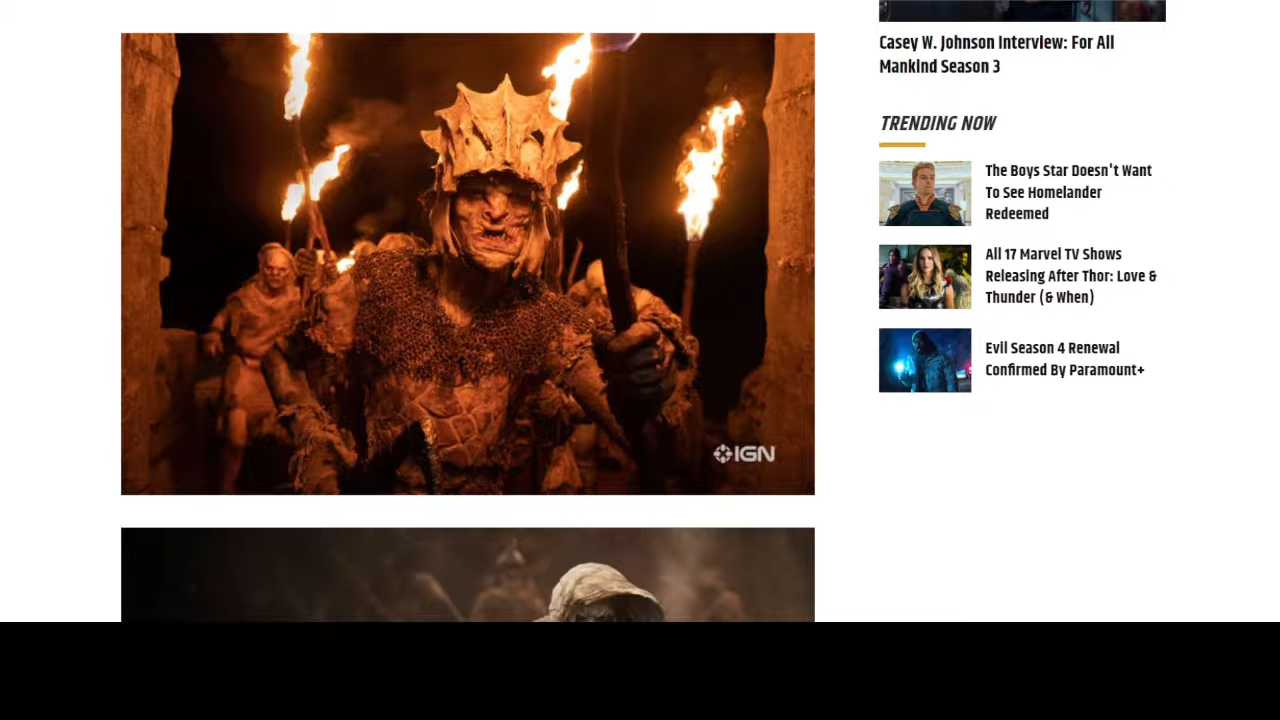 Casey W. Johnson Interview: For All
Mankind Season 3
TRENDING NOW
The Boys Star Doesn't Want
To See Homelander
Redeemed
All 17 Marvel TV Shows
Releasing After Thor: Love &
Thunder (& When)
Evil Season 4 Renewal
Confirmed By Paramount+
IGN